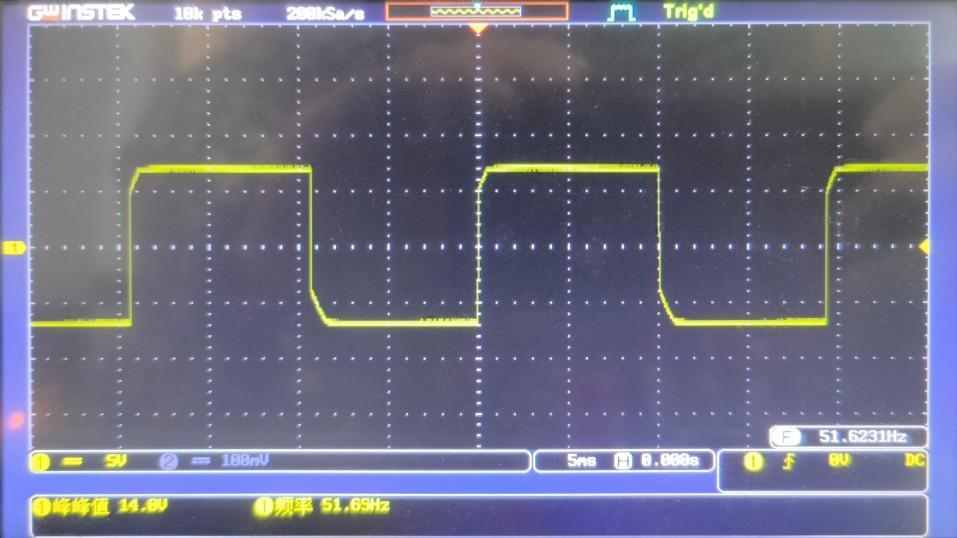 GWINSTEK 10k pts 200kSa/s Trig'd
1
F 51.6231Hz
1 5V 2 100mV 5ms H 0.000s 1 0V DC
1峰峰值 14.0V 1频率 51.65Hz